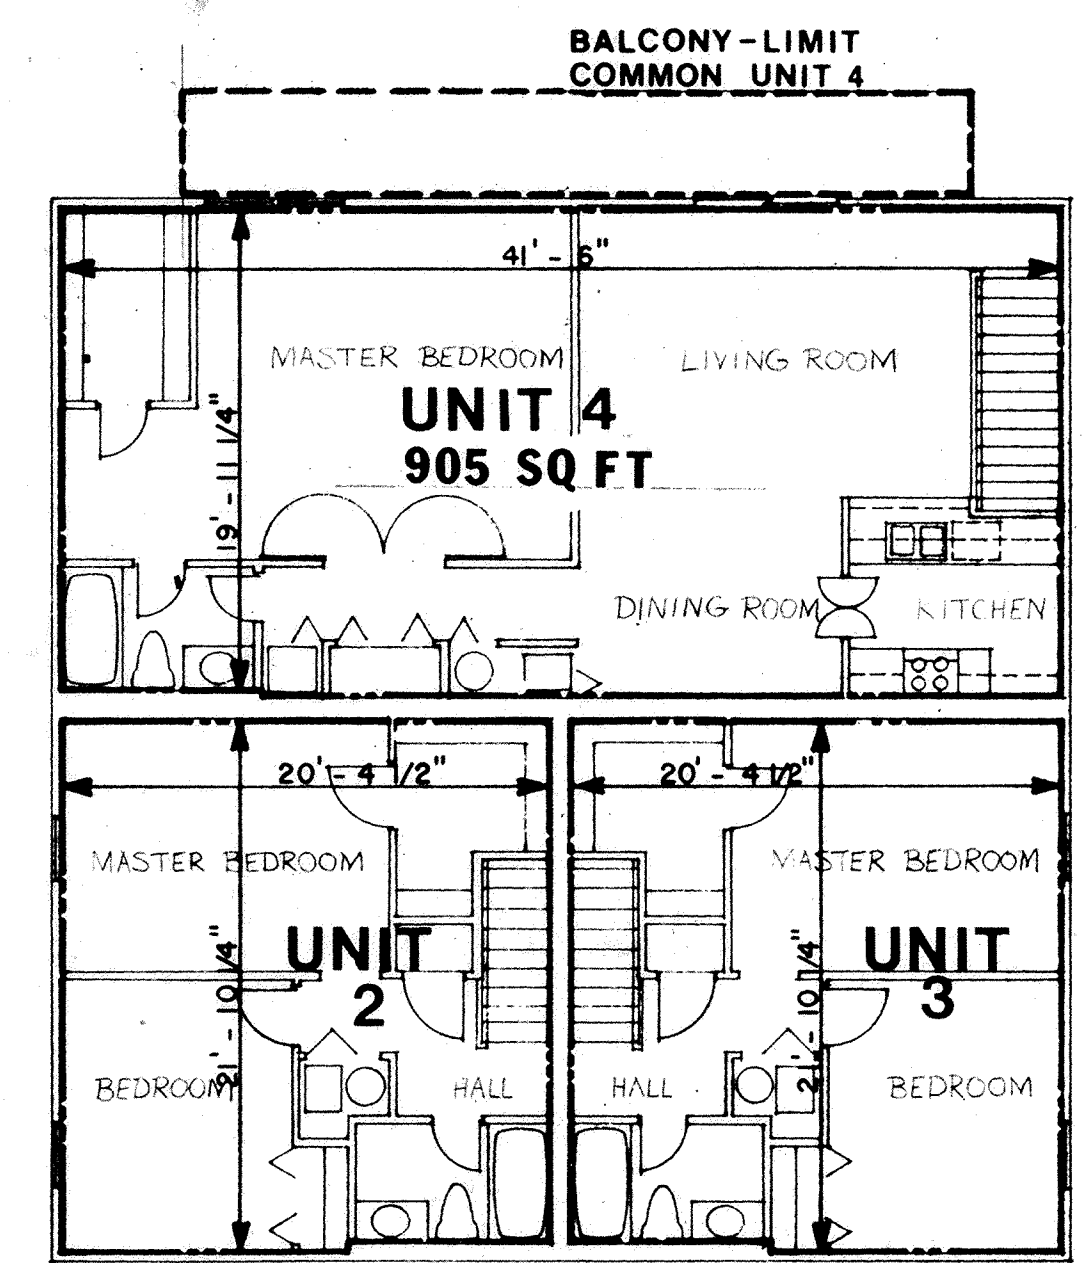 BALCONY-LIMIT
COMMON UNIT 4
41' - 6"
MASTER BEDROOM
LIVING ROOM
UNIT 4
905 SQ FT
19' - 11 1/4"
DINING ROOM
KITCHEN
20' - 4 1/2"
20' - 4 1/2"
MASTER BEDROOM
MASTER BEDROOM
UNIT
2
UNIT
3
21' - 10 1/4"
21' - 10 1/4"
BEDROOM
HALL
HALL
BEDROOM